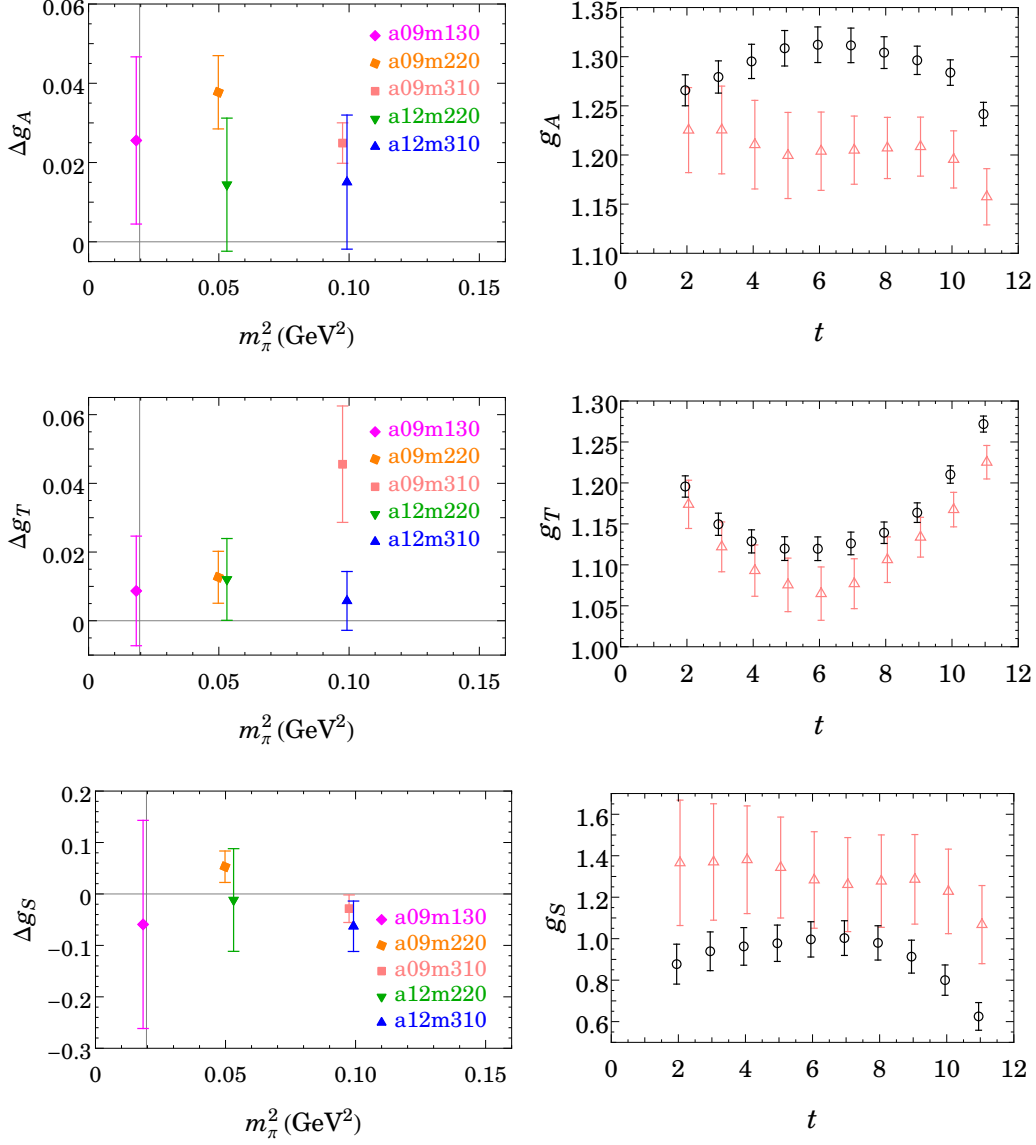 0.06
0.04
0.02
0
0
0.05
0.10
0.15
Δg_A
m_π^2 (GeV^2)
a09m130
a09m220
a09m310
a12m220
a12m310
1.35
1.30
1.25
1.20
1.15
1.10
0
2
4
6
8
10
12
g_A
t
0.06
0.04
0.02
0
0
0.05
0.10
0.15
Δg_T
m_π^2 (GeV^2)
a09m130
a09m220
a09m310
a12m220
a12m310
1.30
1.25
1.20
1.15
1.10
1.05
1.00
0
2
4
6
8
10
12
g_T
t
0.2
0.1
0
−0.1
−0.2
−0.3
0
0.05
0.10
0.15
Δg_S
m_π^2 (GeV^2)
a09m130
a09m220
a09m310
a12m220
a12m310
1.6
1.4
1.2
1.0
0.8
0.6
0
2
4
6
8
10
12
g_S
t